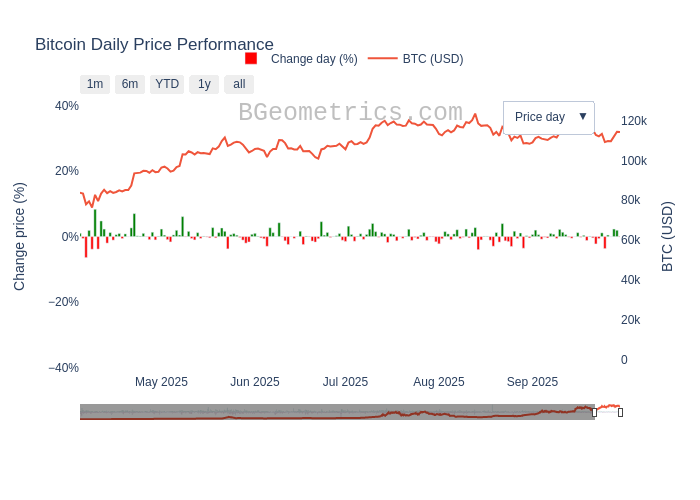 Bitcoin Daily Price Performance
Change day (%)
BTC (USD)
1m
6m
YTD
1y
all
BGeometrics.com
Price day ▼
40%
20%
0%
−20%
−40%
Change price (%)
120k
100k
80k
60k
40k
20k
0
BTC (USD)
May 2025
Jun 2025
Jul 2025
Aug 2025
Sep 2025